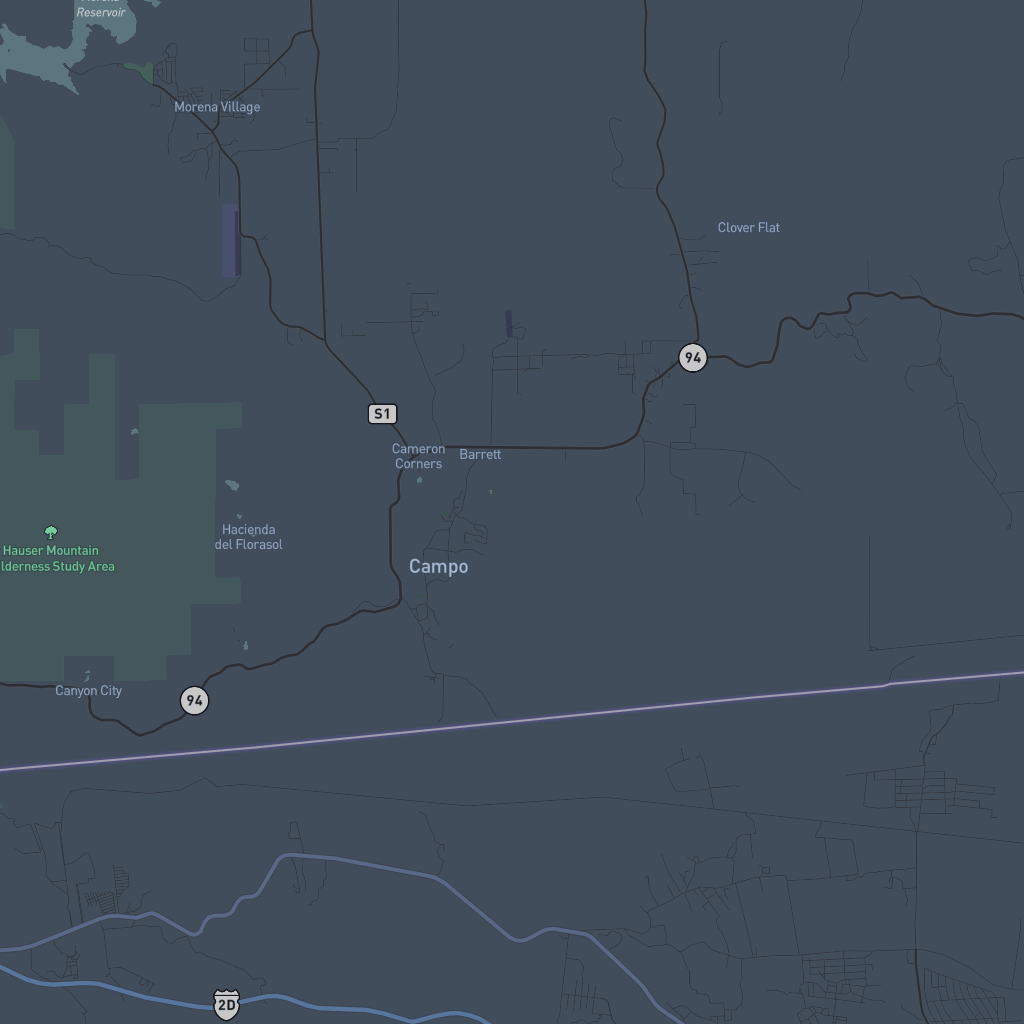 Morena
Reservoir
Morena Village
Clover Flat
94
S1
Cameron
Corners
Barrett
Hacienda
del Florasol
Hauser Mountain
lderness Study Area
Campo
Canyon City
94
2D